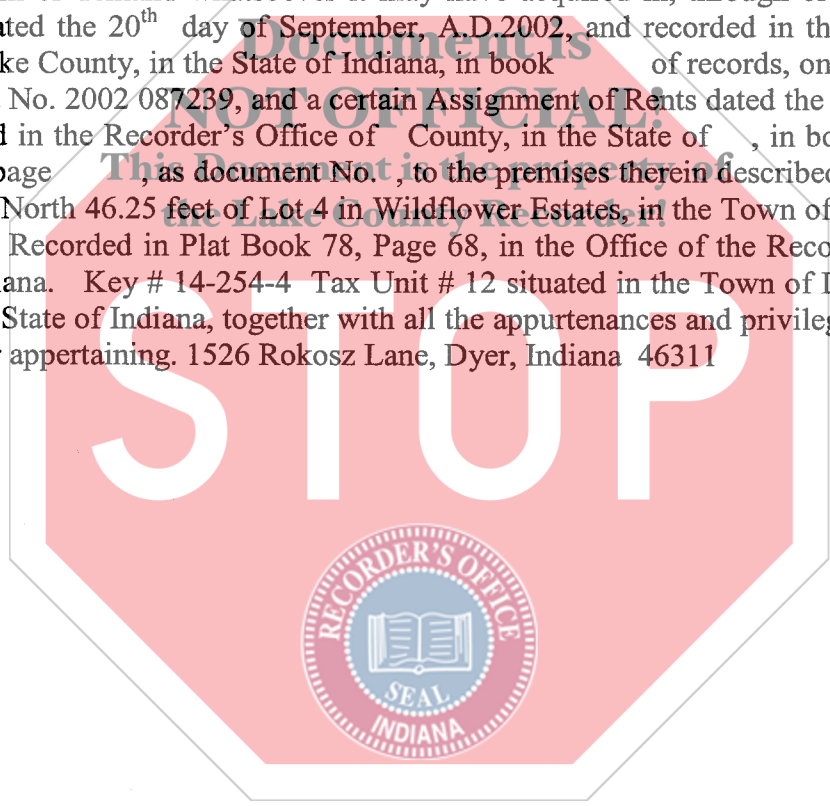 ated the 20th day of September, A.D.2002, and recorded in th
ke County, in the State of Indiana, in book of records, on
No. 2002 087239, and a certain Assignment of Rents dated the
d in the Recorder's Office of County, in the State of , in bo
page , as document No. , to the premises therein described
North 46.25 feet of Lot 4 in Wildflower Estates, in the Town of
Recorded in Plat Book 78, Page 68, in the Office of the Reco
ana. Key # 14-254-4 Tax Unit # 12 situated in the Town of
State of Indiana, together with all the appurtenances and privileg
appertaining. 1526 Rokosz Lane, Dyer, Indiana 46311
Document is
NOT OFFICIAL!
This Document is the property of
the Lake County Recorder!
STOP
RECORDER'S OFFICE
SEAL
INDIANA